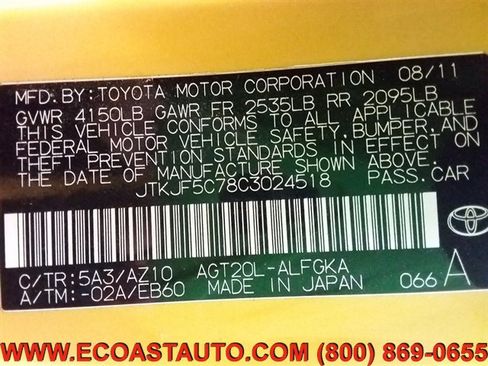 MFD.BY:TOYOTA MOTOR CORPORATION 08/11
GVWR 4150LB GAWR FR 2535LB RR 2095LB
THIS VEHICLE CONFORMS TO ALL APPLICABLE
FEDERAL MOTOR VEHICLE SAFETY, BUMPER, AND
THEFT PREVENTION STANDARDS IN EFFECT ON
THE DATE OF MANUFACTURE SHOWN ABOVE.
JTKJF5C78C3024518 PASS.CAR
C/TR:5A3/AZ10 AGT20L-ALFGKA
A/TM:-02A/EB60 MADE IN JAPAN 066 A
WWW.ECOASTAUTO.COM (800) 869-0655